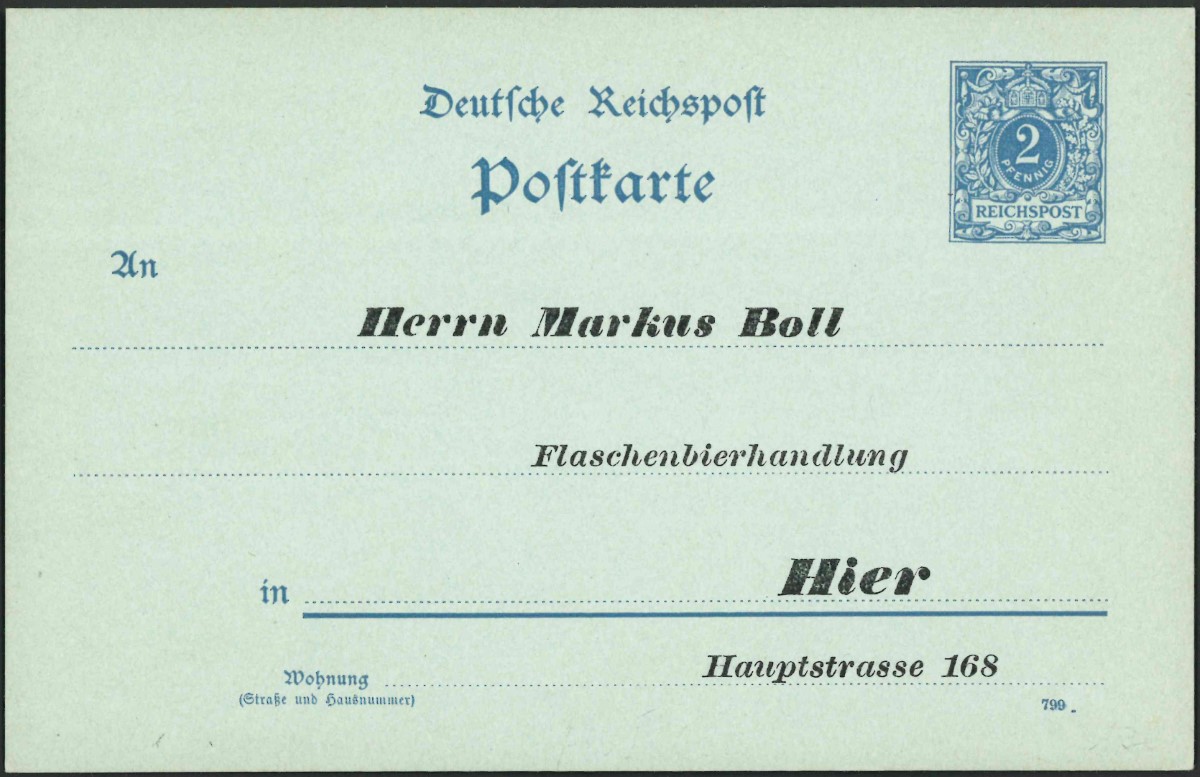 Deutſche Reichspoſt
Poſtkarte
2
PFENNIG
REICHSPOST
An
Herrn Markus Boll
Flaschenbierhandlung
in Hier
Wohnung Hauptstrasse 168
(Straße und Hausnummer)
799